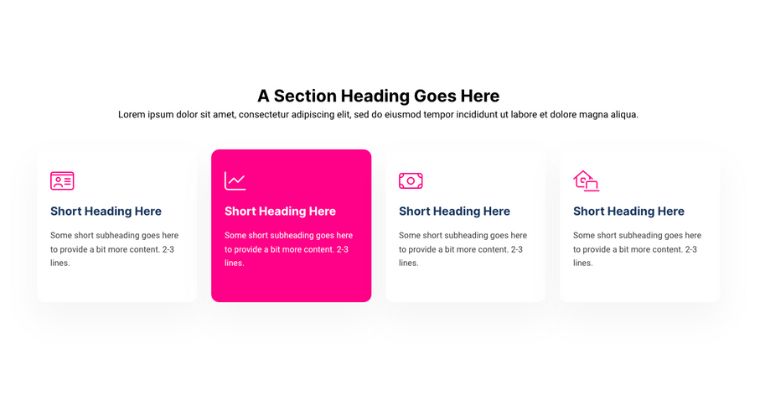 A Section Heading Goes Here
Lorem ipsum dolor sit amet, consectetur adipiscing elit, sed do eiusmod tempor incididunt ut labore et dolore magna aliqua.
Short Heading Here
Some short subheading goes here
to provide a bit more content. 2-3
lines.
Short Heading Here
Some short subheading goes here
to provide a bit more content. 2-3
lines.
Short Heading Here
Some short subheading goes here
to provide a bit more content. 2-3
lines.
Short Heading Here
Some short subheading goes here
to provide a bit more content. 2-3
lines.